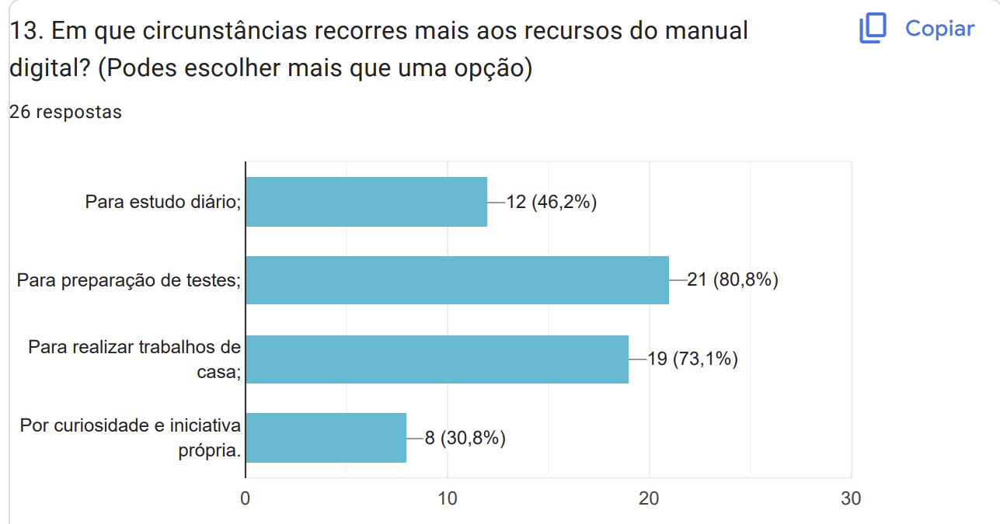 13. Em que circunstâncias recorres mais aos recursos do manual
digital? (Podes escolher mais que uma opção)
Copiar
26 respostas
Para estudo diário;
12 (46,2%)
Para preparação de testes;
21 (80,8%)
Para realizar trabalhos de
casa;
19 (73,1%)
Por curiosidade e iniciativa
própria.
8 (30,8%)
0
10
20
30